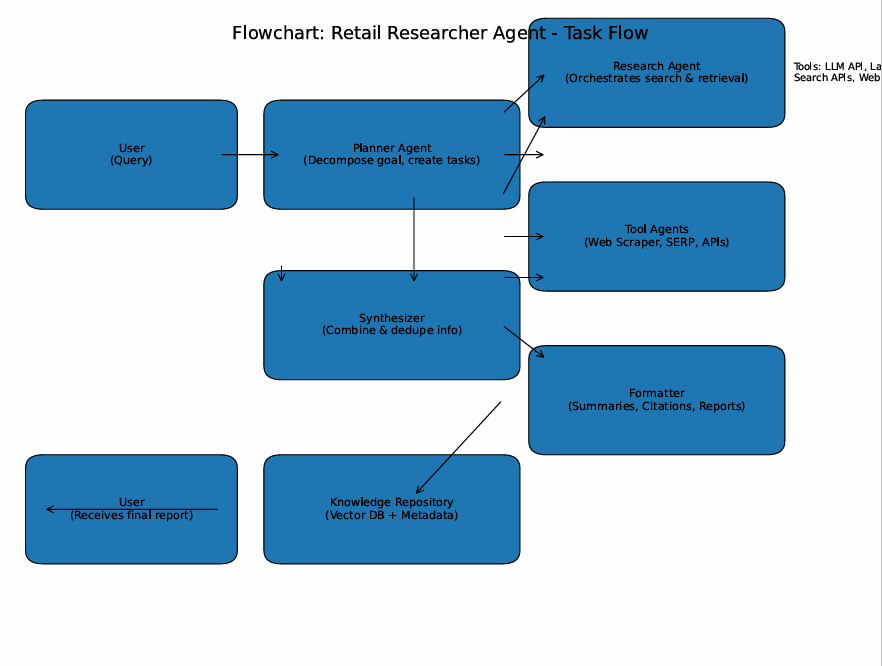 Flowchart: Retail Researcher Agent - Task Flow
Research Agent
(Orchestrates search & retrieval)
Tools: LLM API,
Search APIs, Web
User
(Query)
Planner Agent
(Decompose goal, create tasks)
Tool Agents
(Web Scraper, SERP, APIs)
Synthesizer
(Combine & dedupe info)
Formatter
(Summaries, Citations, Reports)
User
(Receives final report)
Knowledge Repository
(Vector DB + Metadata)